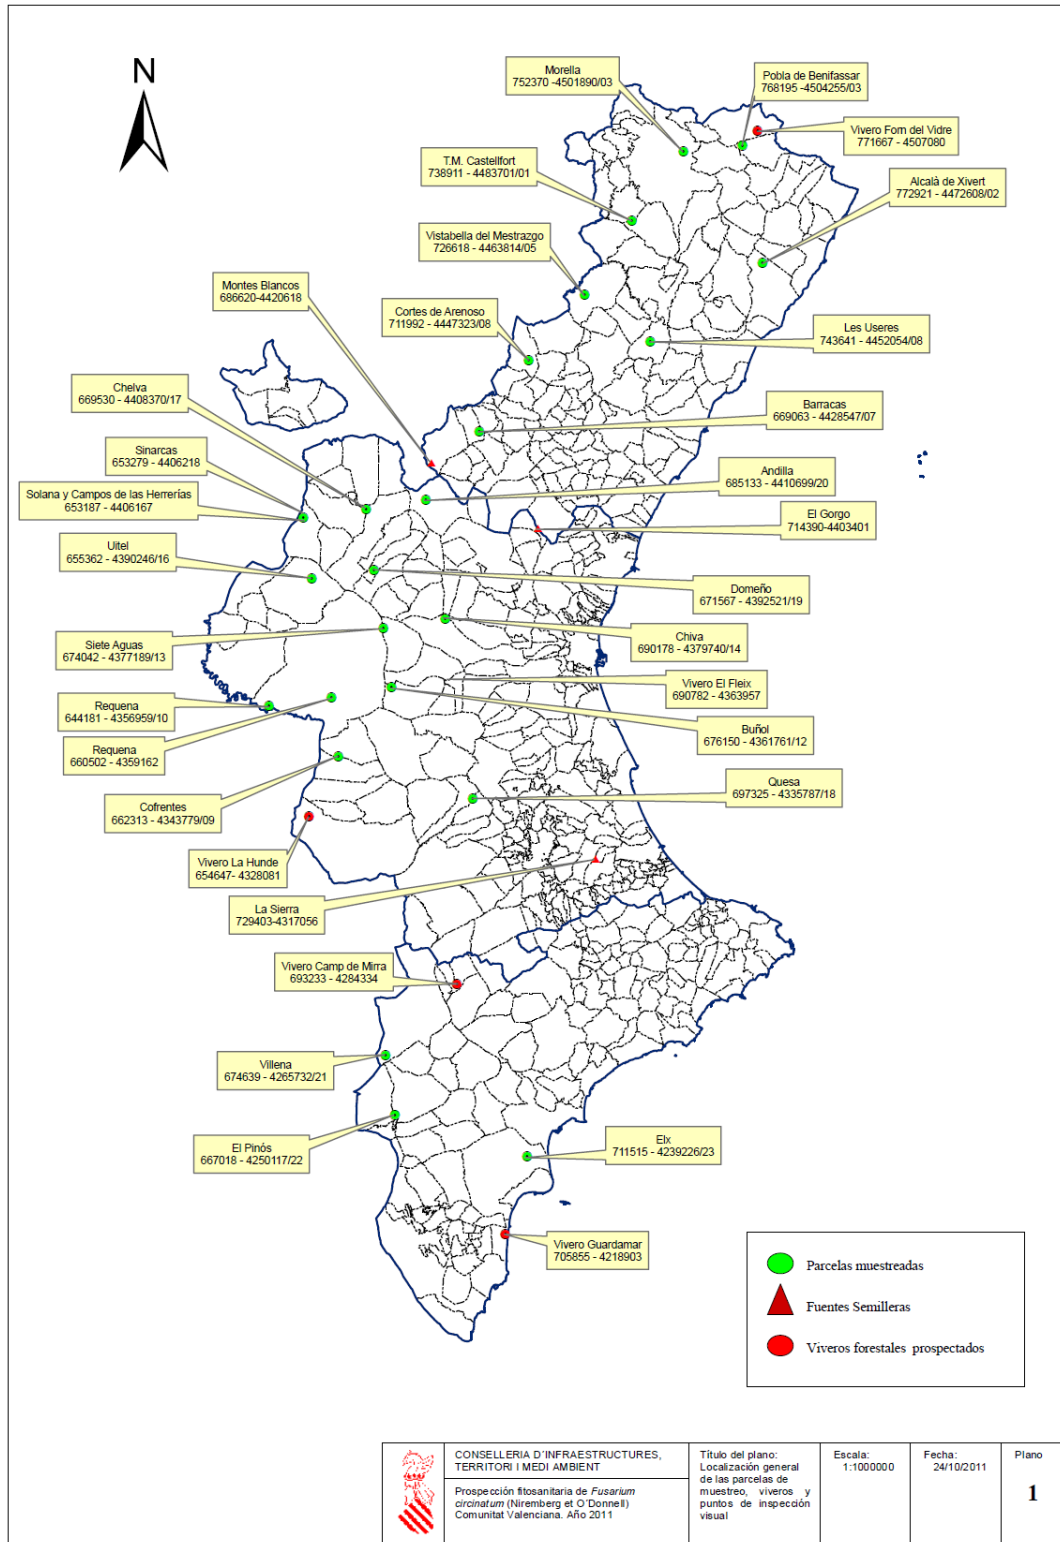 N
Morella
752370 -4501890/03
Pobla de Benifassar
768195 -4504255/03
Vivero Forn del Vidre
771667 - 4507080
T.M. Castellfort
738911 - 4483701/01
Alcalà de Xivert
772921 - 4472608/02
Vistabella del Mestrazgo
726618 - 4463814/05
Montes Blancos
686620-4420618
Cortes de Arenoso
711992 - 4447323/08
Les Useres
743641 - 4452054/08
Chelva
669530 - 4408370/17
Barracas
669063 - 4428547/07
Sinarcas
653279 - 4406218
Andilla
685133 - 4410699/20
Solana y Campos de las Herrerías
653187 - 4406167
El Gorgo
714390-4403401
Uitel
655362 - 4390246/16
Domeño
671567 - 4392521/19
Siete Aguas
674042 - 4377189/13
Chiva
690178 - 4379740/14
Vivero El Fleix
690782 - 4363957
Requena
644181 - 4356959/10
Buñol
676150 - 4361761/12
Requena
660502 - 4359162
Quesa
697325 - 4335787/18
Cofrentes
662313 - 4343779/09
Vivero La Hunde
654647- 4328081
La Sierra
729403-4317056
Vivero Camp de Mirra
693233 - 4284334
Villena
674639 - 4265732/21
El Pinós
667018 - 4250117/22
Elx
711515 - 4239226/23
Vivero Guardamar
705855 - 4218903
Parcelas muestreadas
Fuentes Semilleras
Viveros forestales prospectados
CONSELLERIA D'INFRAESTRUCTURES,
TERRITORI I MEDI AMBIENT
Prospección fitosanitaria de Fusarium
circinatum (Niremberg et O'Donnell)
Comunitat Valenciana. Año 2011
Título del plano:
Localización general
de las parcelas de
muestreo, viveros y
puntos de inspección
visual
Escala:
1:1000000
Fecha:
24/10/2011
Plano
1